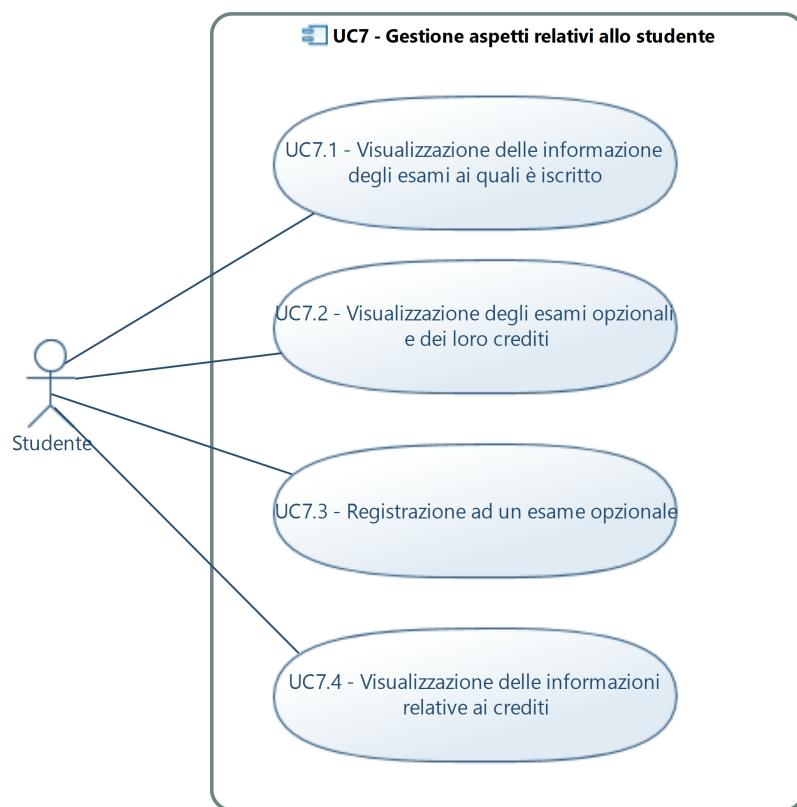 UC7 - Gestione aspetti relativi allo studente
UC7.1 - Visualizzazione delle informazione
degli esami ai quali è iscritto
UC7.2 - Visualizzazione degli esami opzionali
e dei loro crediti
Studente
UC7.3 - Registrazione ad un esame opzionale
UC7.4 - Visualizzazione delle informazioni
relative ai crediti